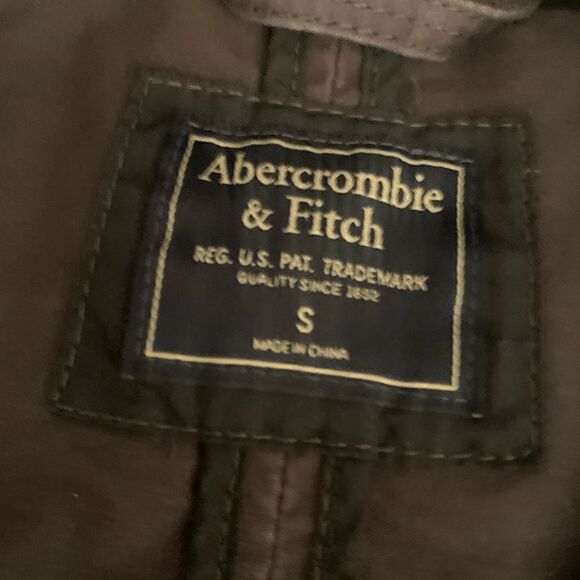 Abercrombie
& Fitch
REG. U.S. PAT. TRADEMARK
QUALITY SINCE 1892
S
MADE IN CHINA